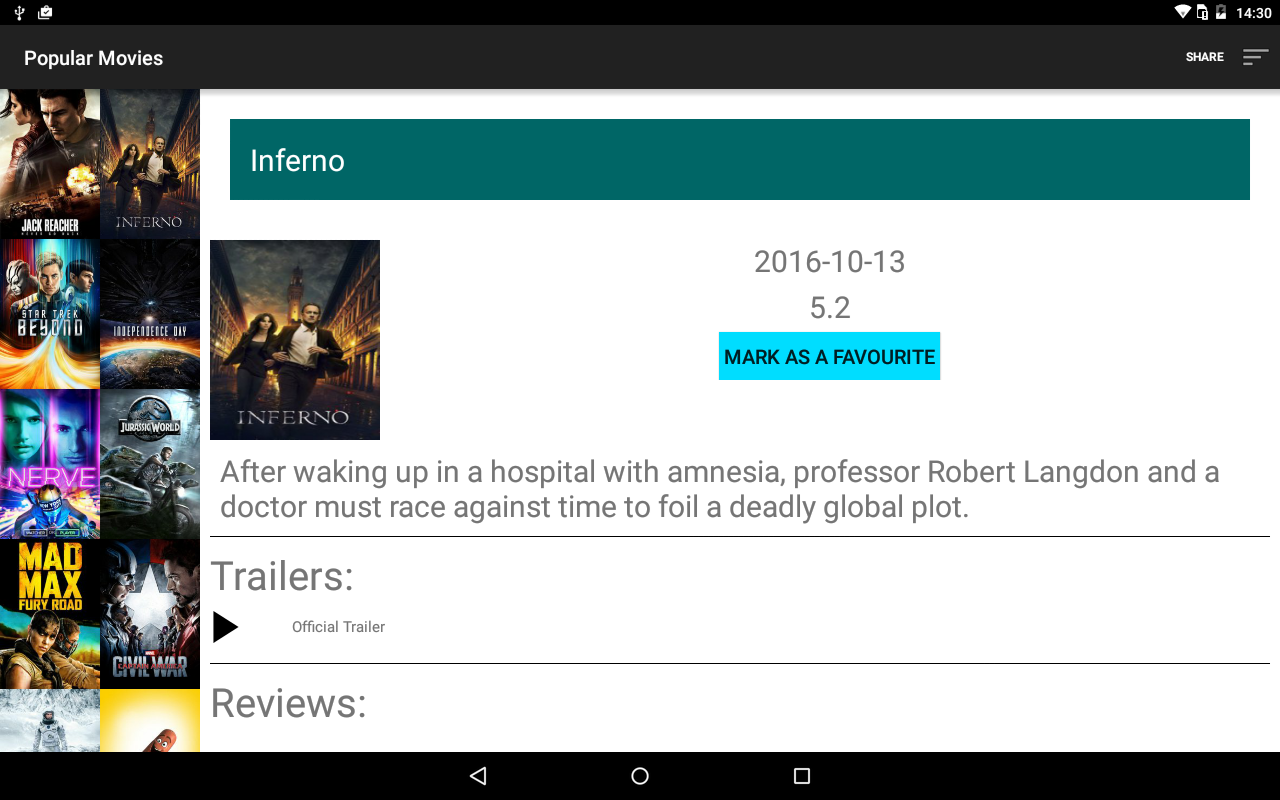 14:30
Popular Movies
SHARE
JACK REACHER
NEVER GO BACK
INFERNO
STAR TREK
BEYOND
INDEPENDENCE DAY
NERVE
JURASSIC WORLD
MAD
MAX
FURY ROAD
MARVEL
CAPTAIN AMERICA
CIVIL WAR
Inferno
INFERNO
2016-10-13
5.2
MARK AS A FAVOURITE
After waking up in a hospital with amnesia, professor Robert Langdon and a
doctor must race against time to foil a deadly global plot.
Trailers:
Official Trailer
Reviews: